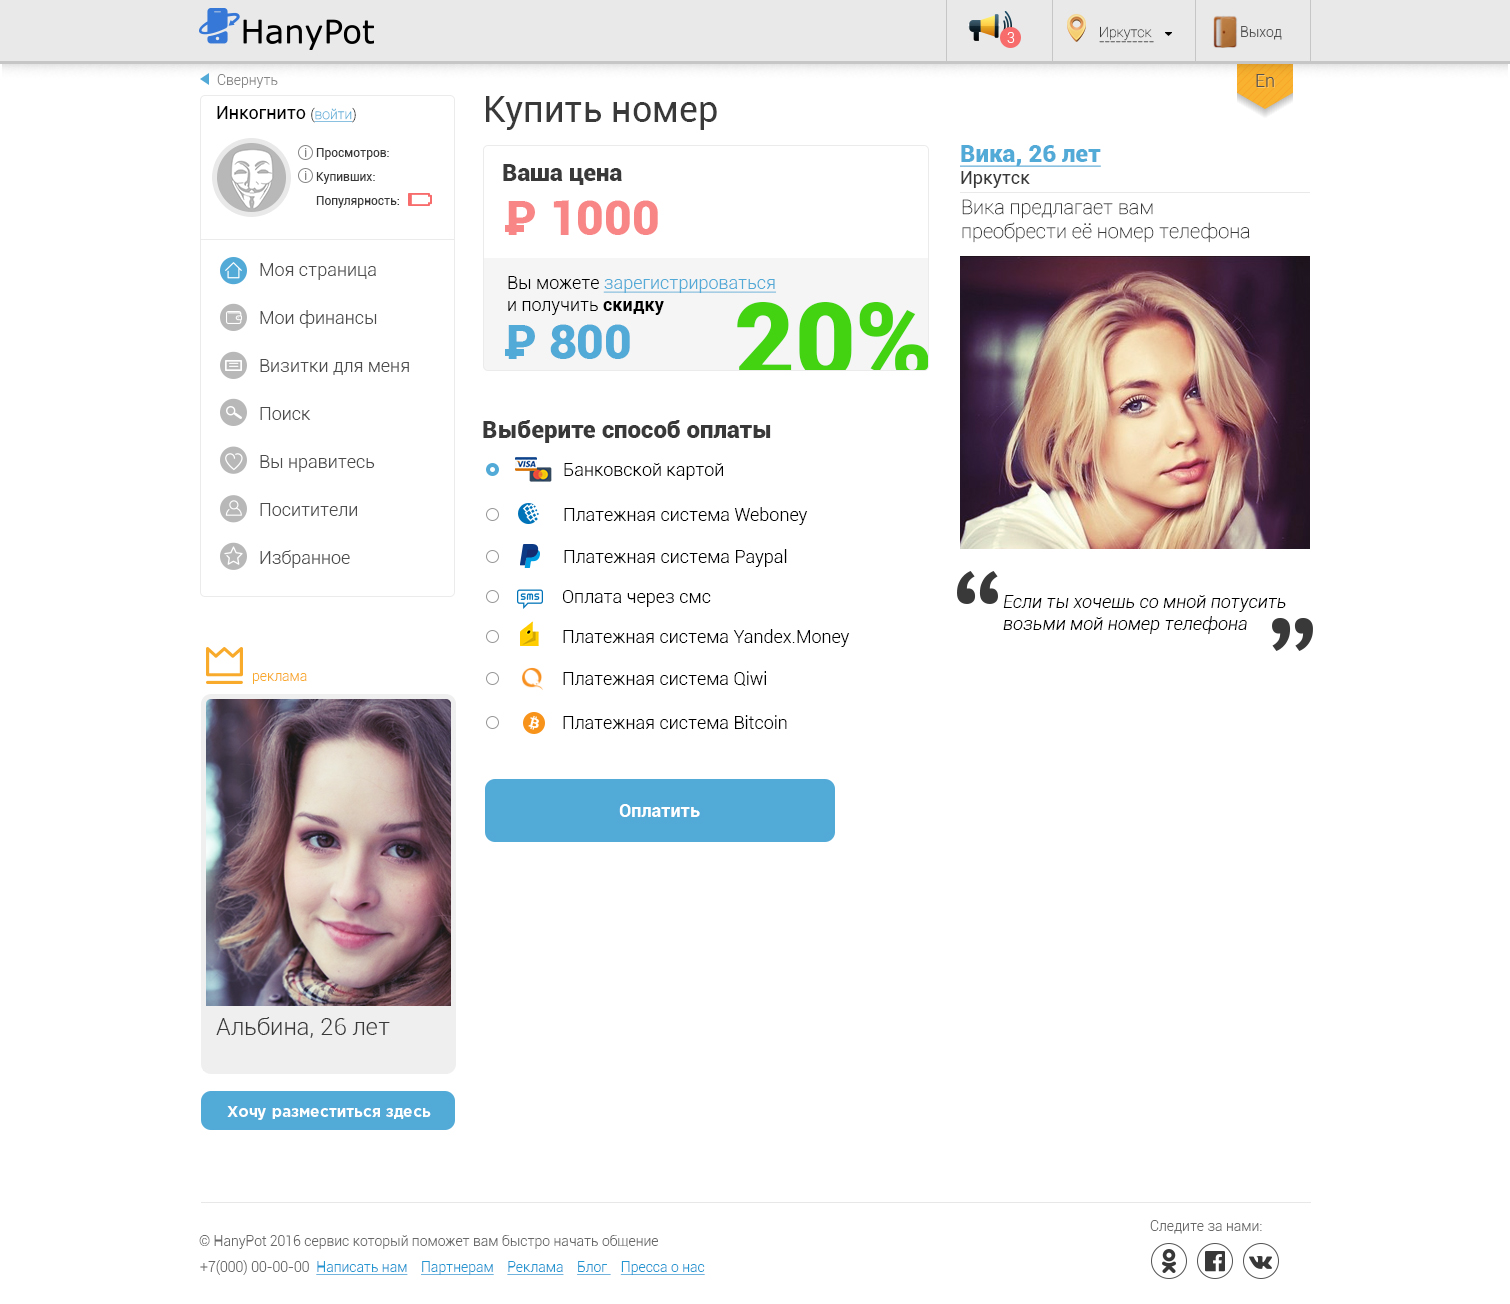 HanyPot
3
Иркутск
Выход
Свернуть
En
Инкогнито (войти)
Просмотров:
Купивших:
Популярность:
Моя страница
Мои финансы
Визитки для меня
Поиск
Вы нравитесь
Поситители
Избранное
реклама
Альбина, 26 лет
Хочу разместиться здесь
Купить номер
Ваша цена
₽ 1000
Вы можете зарегистрироваться
и получить скидку
₽ 800
20%
Выберите способ оплаты
VISA
Банковской картой
Платежная система Weboney
Платежная система Paypal
sms
Оплата через смс
Платежная система Yandex.Money
Платежная система Qiwi
Платежная система Bitcoin
Оплатить
Вика, 26 лет
Иркутск
Вика предлагает вам
преобрести её номер телефона
“Если ты хочешь со мной потусить
возьми мой номер телефона”
© HanyPot 2016 сервис который поможет вам быстро начать общение
+7(000) 00-00-00 Написать нам Партнерам Реклама Блог Пресса о нас
Следите за нами: